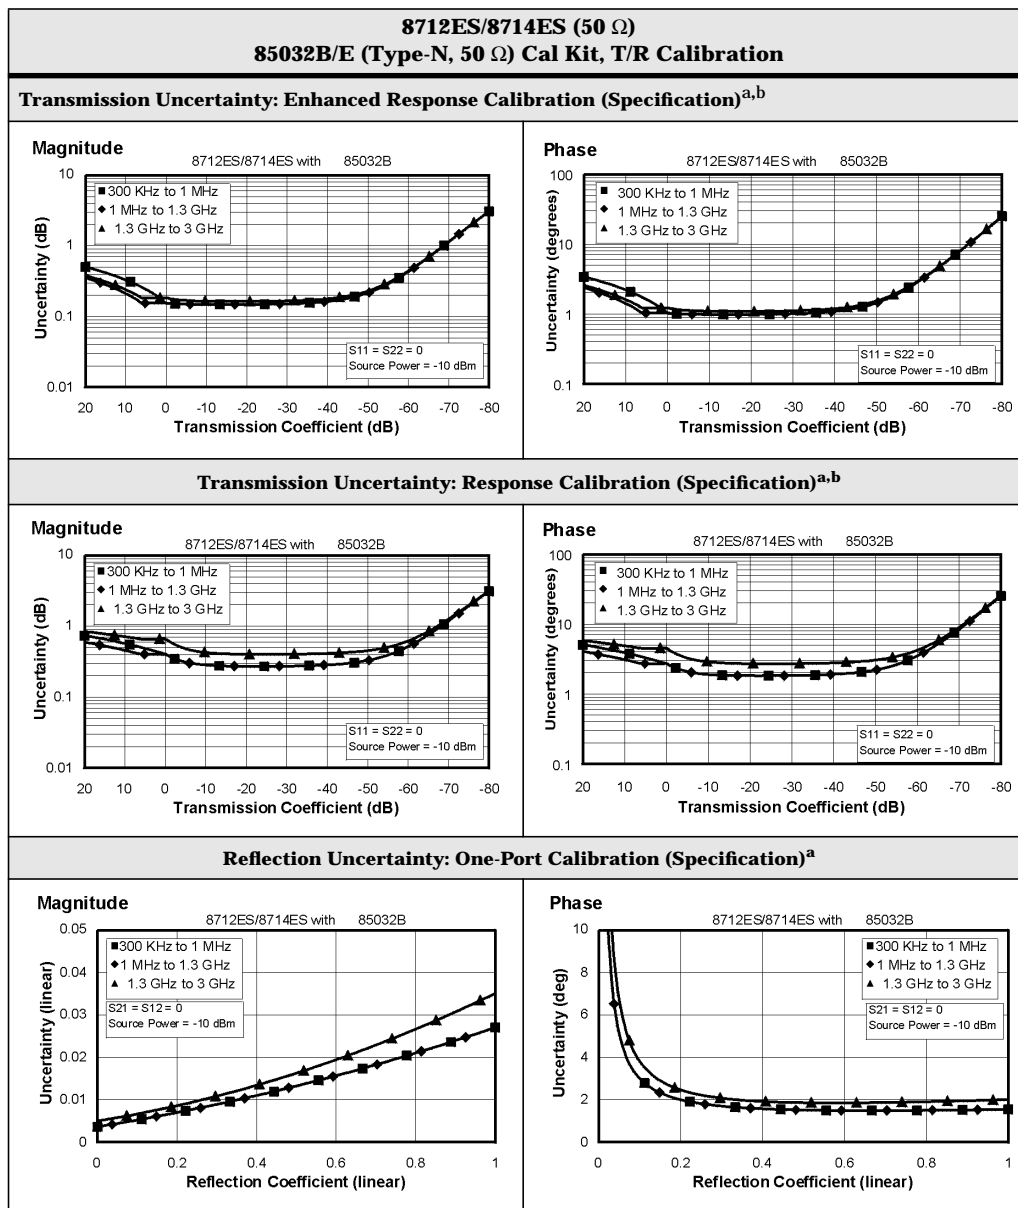 8712ES/8714ES (50 Ω)
85032B/E (Type-N, 50 Ω) Cal Kit, T/R Calibration
Transmission Uncertainty: Enhanced Response Calibration (Specification)a,b
Magnitude
8712ES/8714ES with 85032B
Uncertainty (dB)
10
1
0.1
0.01
300 KHz to 1 MHz
1 MHz to 1.3 GHz
1.3 GHz to 3 GHz
S11 = S22 = 0
Source Power = -10 dBm
20 10 0 -10 -20 -30 -40 -50 -60 -70 -80
Transmission Coefficient (dB)
Phase
8712ES/8714ES with 85032B
Uncertainty (degrees)
100
10
1
0.1
300 KHz to 1 MHz
1 MHz to 1.3 GHz
1.3 GHz to 3 GHz
S11 = S22 = 0
Source Power = -10 dBm
20 10 0 -10 -20 -30 -40 -50 -60 -70 -80
Transmission Coefficient (dB)
Transmission Uncertainty: Response Calibration (Specification)a,b
Magnitude
8712ES/8714ES with 85032B
Uncertainty (dB)
10
1
0.1
0.01
300 KHz to 1 MHz
1 MHz to 1.3 GHz
1.3 GHz to 3 GHz
S11 = S22 = 0
Source Power = -10 dBm
20 10 0 -10 -20 -30 -40 -50 -60 -70 -80
Transmission Coefficient (dB)
Phase
8712ES/8714ES with 85032B
Uncertainty (degrees)
100
10
1
0.1
300 KHz to 1 MHz
1 MHz to 1.3 GHz
1.3 GHz to 3 GHz
S11 = S22 = 0
Source Power = -10 dBm
20 10 0 -10 -20 -30 -40 -50 -60 -70 -80
Transmission Coefficient (dB)
Reflection Uncertainty: One-Port Calibration (Specification)a
Magnitude
8712ES/8714ES with 85032B
Uncertainty (linear)
0.05
0.04
0.03
0.02
0.01
0
300 KHz to 1 MHz
1 MHz to 1.3 GHz
1.3 GHz to 3 GHz
S21 = S12 = 0
Source Power = -10 dBm
0 0.2 0.4 0.6 0.8 1
Reflection Coefficient (linear)
Phase
8712ES/8714ES with 85032B
Uncertainty (deg)
10
8
6
4
2
0
300 KHz to 1 MHz
1 MHz to 1.3 GHz
1.3 GHz to 3 GHz
S21 = S12 = 0
Source Power = -10 dBm
0 0.2 0.4 0.6 0.8 1
Reflection Coefficient (linear)